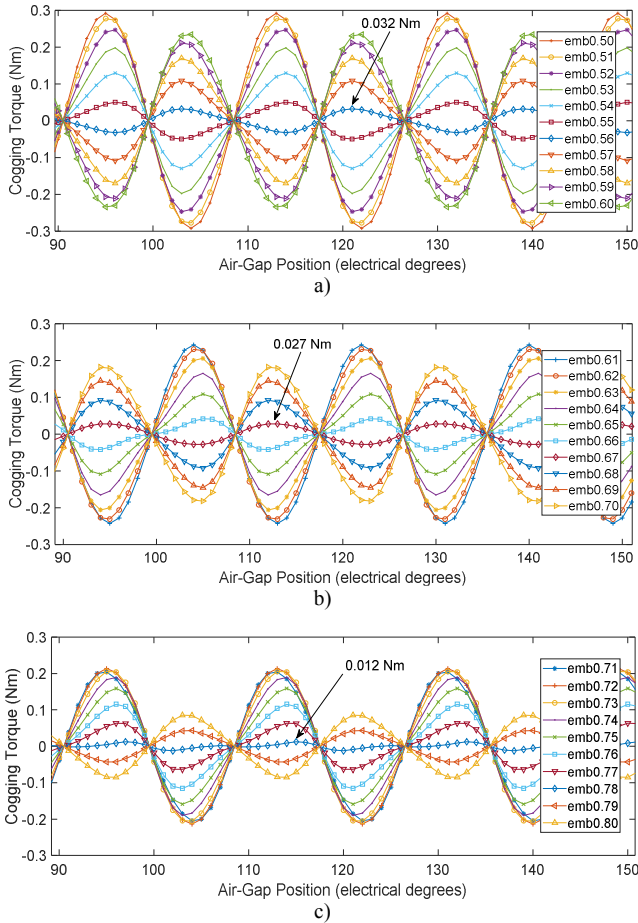 0.3
0.2
0.1
0
-0.1
-0.2
-0.3
Cogging Torque (Nm)
0.032 Nm
emb0.50
emb0.51
emb0.52
emb0.53
emb0.54
emb0.55
emb0.56
emb0.57
emb0.58
emb0.59
emb0.60
90 100 110 120 130 140 150
Air-Gap Position (electrical degrees)
a)
0.3
0.2
0.1
0
-0.1
-0.2
-0.3
Cogging Torque (Nm)
0.027 Nm
emb0.61
emb0.62
emb0.63
emb0.64
emb0.65
emb0.66
emb0.67
emb0.68
emb0.69
emb0.70
90 100 110 120 130 140 150
Air-Gap Position (electrical degrees)
b)
0.3
0.2
0.1
0
-0.1
-0.2
-0.3
Cogging Torque (Nm)
0.012 Nm
emb0.71
emb0.72
emb0.73
emb0.74
emb0.75
emb0.76
emb0.77
emb0.78
emb0.79
emb0.80
90 100 110 120 130 140 150
Air-Gap Position (electrical degrees)
c)